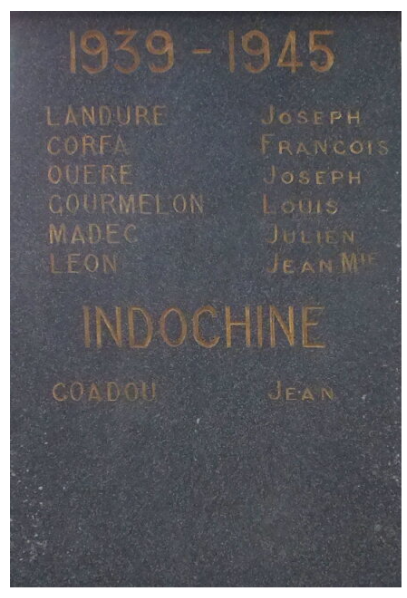 1939 - 1945
LANDURE JOSEPH
CORFA FRANCOIS
QUERE JOSEPH
GOURMELON LOUIS
MADEC JULIEN
LEON JEAN MIE
INDOCHINE
COADOU JEAN